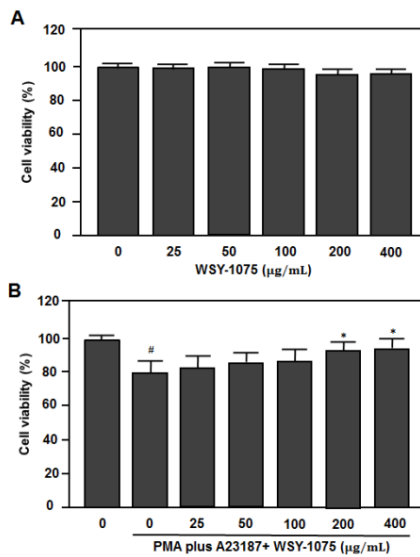 A
120
100
80
60
40
20
0
Cell viability (%)
0 25 50 100 200 400
WSY-1075 (μg/mL)
B
120
100
80
60
40
20
0
Cell viability (%)
# * *
0 0 25 50 100 200 400
PMA plus A23187+ WSY-1075 (μg/mL)